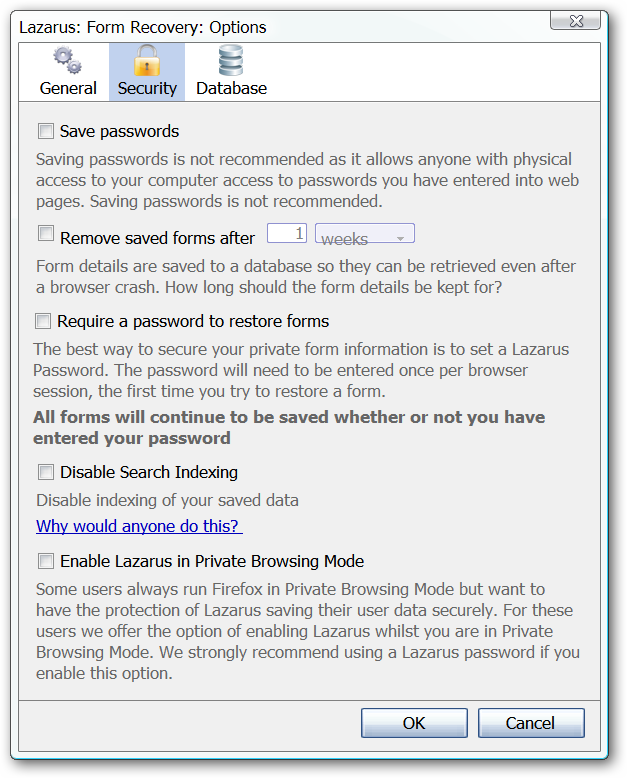 Lazarus: Form Recovery: Options
General Security Database
Save passwords
Saving passwords is not recommended as it allows anyone with physical
access to your computer access to passwords you have entered into web
pages. Saving passwords is not recommended.
Remove saved forms after 1 weeks
Form details are saved to a database so they can be retrieved even after
a browser crash. How long should the form details be kept for?
Require a password to restore forms
The best way to secure your private form information is to set a Lazarus
Password. The password will need to be entered once per browser
session, the first time you try to restore a form.
All forms will continue to be saved whether or not you have
entered your password
Disable Search Indexing
Disable indexing of your saved data
Why would anyone do this?
Enable Lazarus in Private Browsing Mode
Some users always run Firefox in Private Browsing Mode but want to
have the protection of Lazarus saving their user data securely. For these
users we offer the option of enabling Lazarus whilst you are in Private
Browsing Mode. We strongly recommend using a Lazarus password if you
enable this option.
OK Cancel